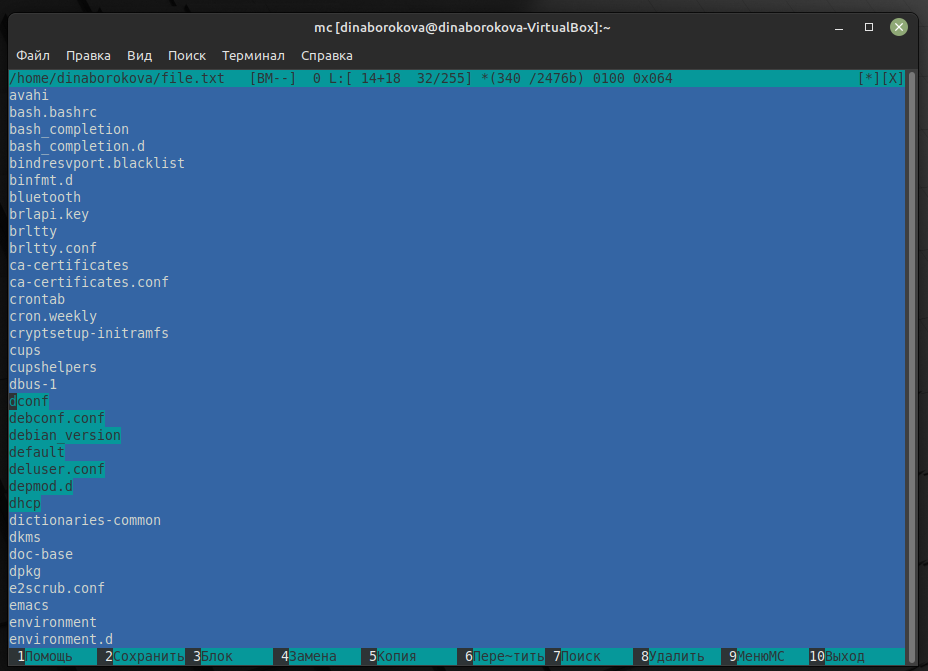 mc [dinaborokova@dinaborokova-VirtualBox]:~
Файл Правка Вид Поиск Терминал Справка
/home/dinaborokova/file.txt [BM--] 0 L:[ 14+18 32/255] *(340 /2476b) 0100 0x064 [*][X]
avahi
bash.bashrc
bash_completion
bash_completion.d
bindresvport.blacklist
binfmt.d
bluetooth
brlapi.key
brltty
brltty.conf
ca-certificates
ca-certificates.conf
crontab
cron.weekly
cryptsetup-initramfs
cups
cupshelpers
dbus-1
dconf
debconf.conf
debian_version
default
deluser.conf
depmod.d
dhcp
dictionaries-common
dkms
doc-base
dpkg
e2scrub.conf
emacs
environment
environment.d
1Помощь 2Сохранить 3Блок 4Замена 5Копия 6Пере~тить 7Поиск 8Удалить 9МенюMC 10Выход